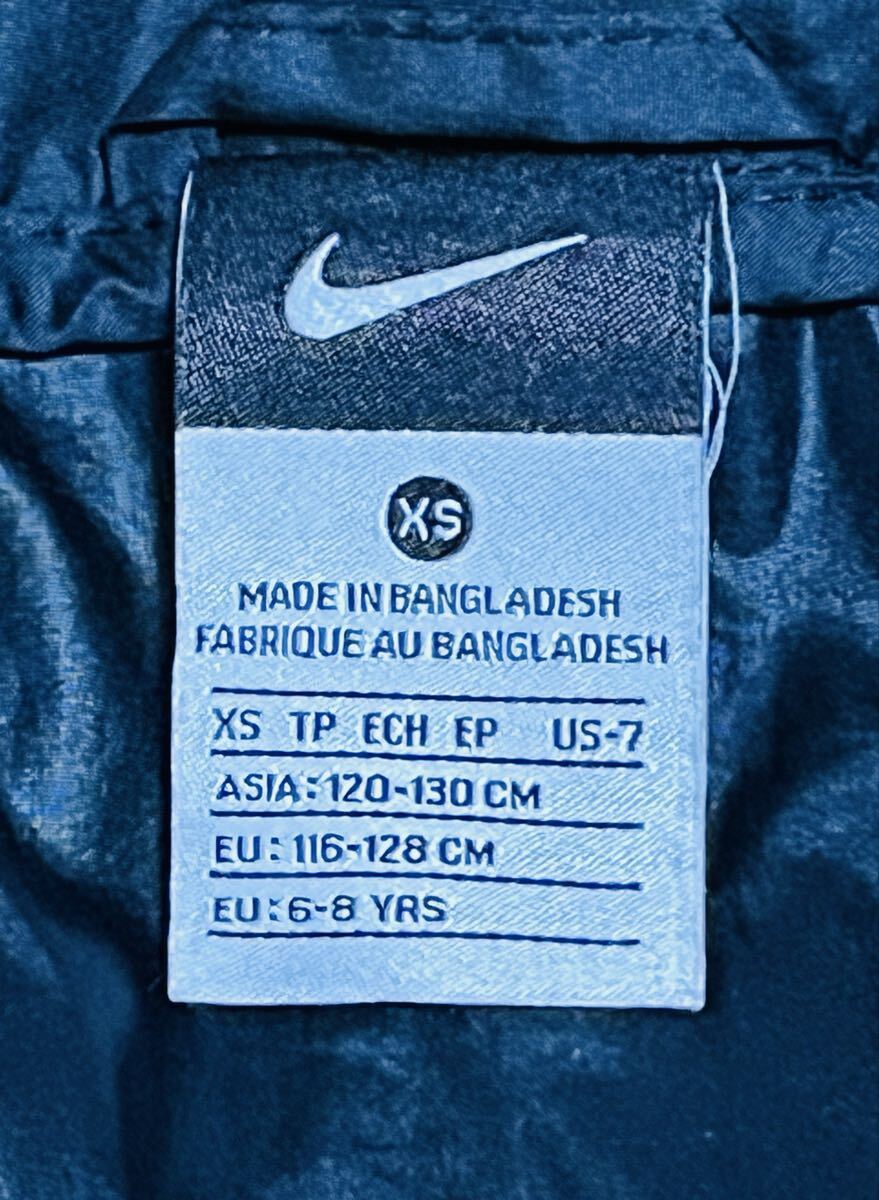 XS
MADE IN BANGLADESH
FABRIQUE AU BANGLADESH
XS TP ECH EP US-7
ASIA: 120-130 CM
EU: 116-128 CM
EU: 6-8 YRS